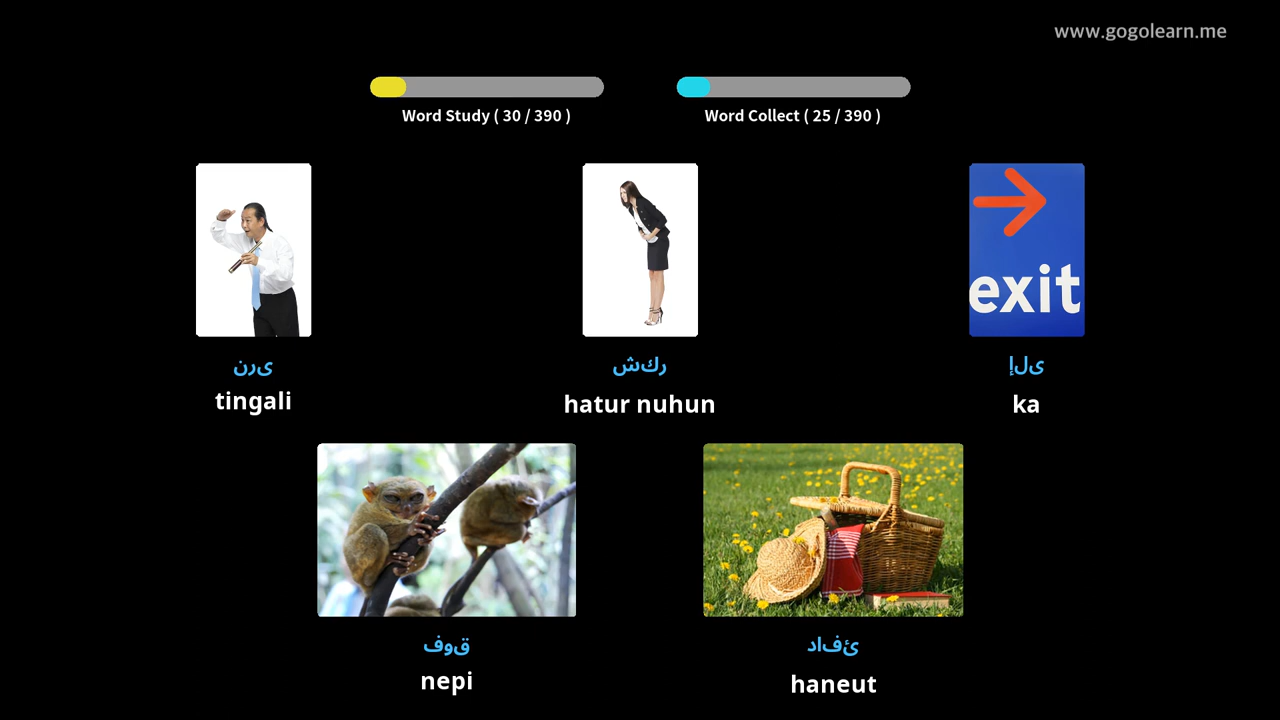 www.gogolearn.me
Word Study ( 30 / 390 )
Word Collect ( 25 / 390 )
exit
ىرن
tingali
ركش
hatur nuhun
ىلإ
ka
قوف
nepi
ئفاد
haneut